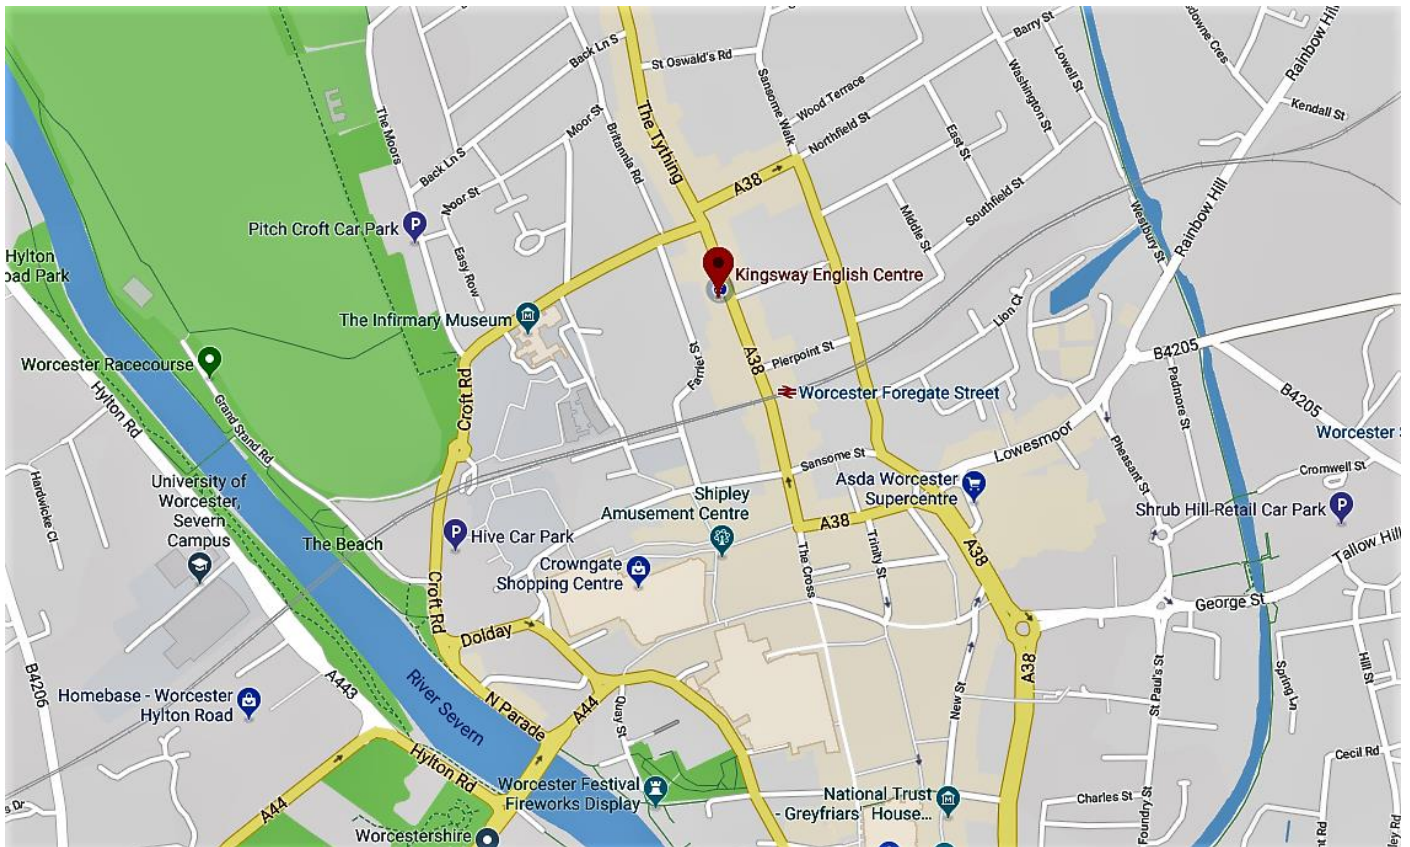 Back Ln S
St Oswald's Rd
Barry St
Lowell St
Rainbow Hill
Kendall St
The Moors
Moor St
Britannia Rd
The Tything
Sansome Walk
Wood Terrace
Northfield St
Washington St
East St
Back Ln S
Moor St
A38
Southfield St
Middle St
Westbury St
Rainbow Hill
Pitch Croft Car Park
P
Easy Row
Hylton
oad Park
Kingsway English Centre
Lion Ct
The Infirmary Museum
Farrier St
A38
Pierpoint St
B4205
Padmore St
B4205
Worcester Racecourse
Croft Rd
Worcester Foregate Street
Hylton Rd
Grand Stand Rd
Lowesmoor
Pheasant St
Worcester
Sansome St
Cromwell St
Hardwicke Cl
University of
Worcester,
Severn
Campus
Shipley
Amusement Centre
Asda Worcester
Supercentre
Shrub Hill Retail Car Park
P
The Beach
P
Hive Car Park
A38
Trinity St
A38
Tallow Hill
Crowngate
Shopping Centre
The Cross
Croft Rd
Dolday
George St
B4206
A443
River Severn
N Parade
A44
Quay St
New St
A38
St Paul's St
Spring Ln
Hill St
Homebase - Worcester
Hylton Road
Hylton Rd
Cecil Rd
A44
Worcester Festival
Fireworks Display
National Trust
- Greyfriars' House...
Charles St
Foundry St
s Dr
Worcestershire
nt Rd
ley Rd